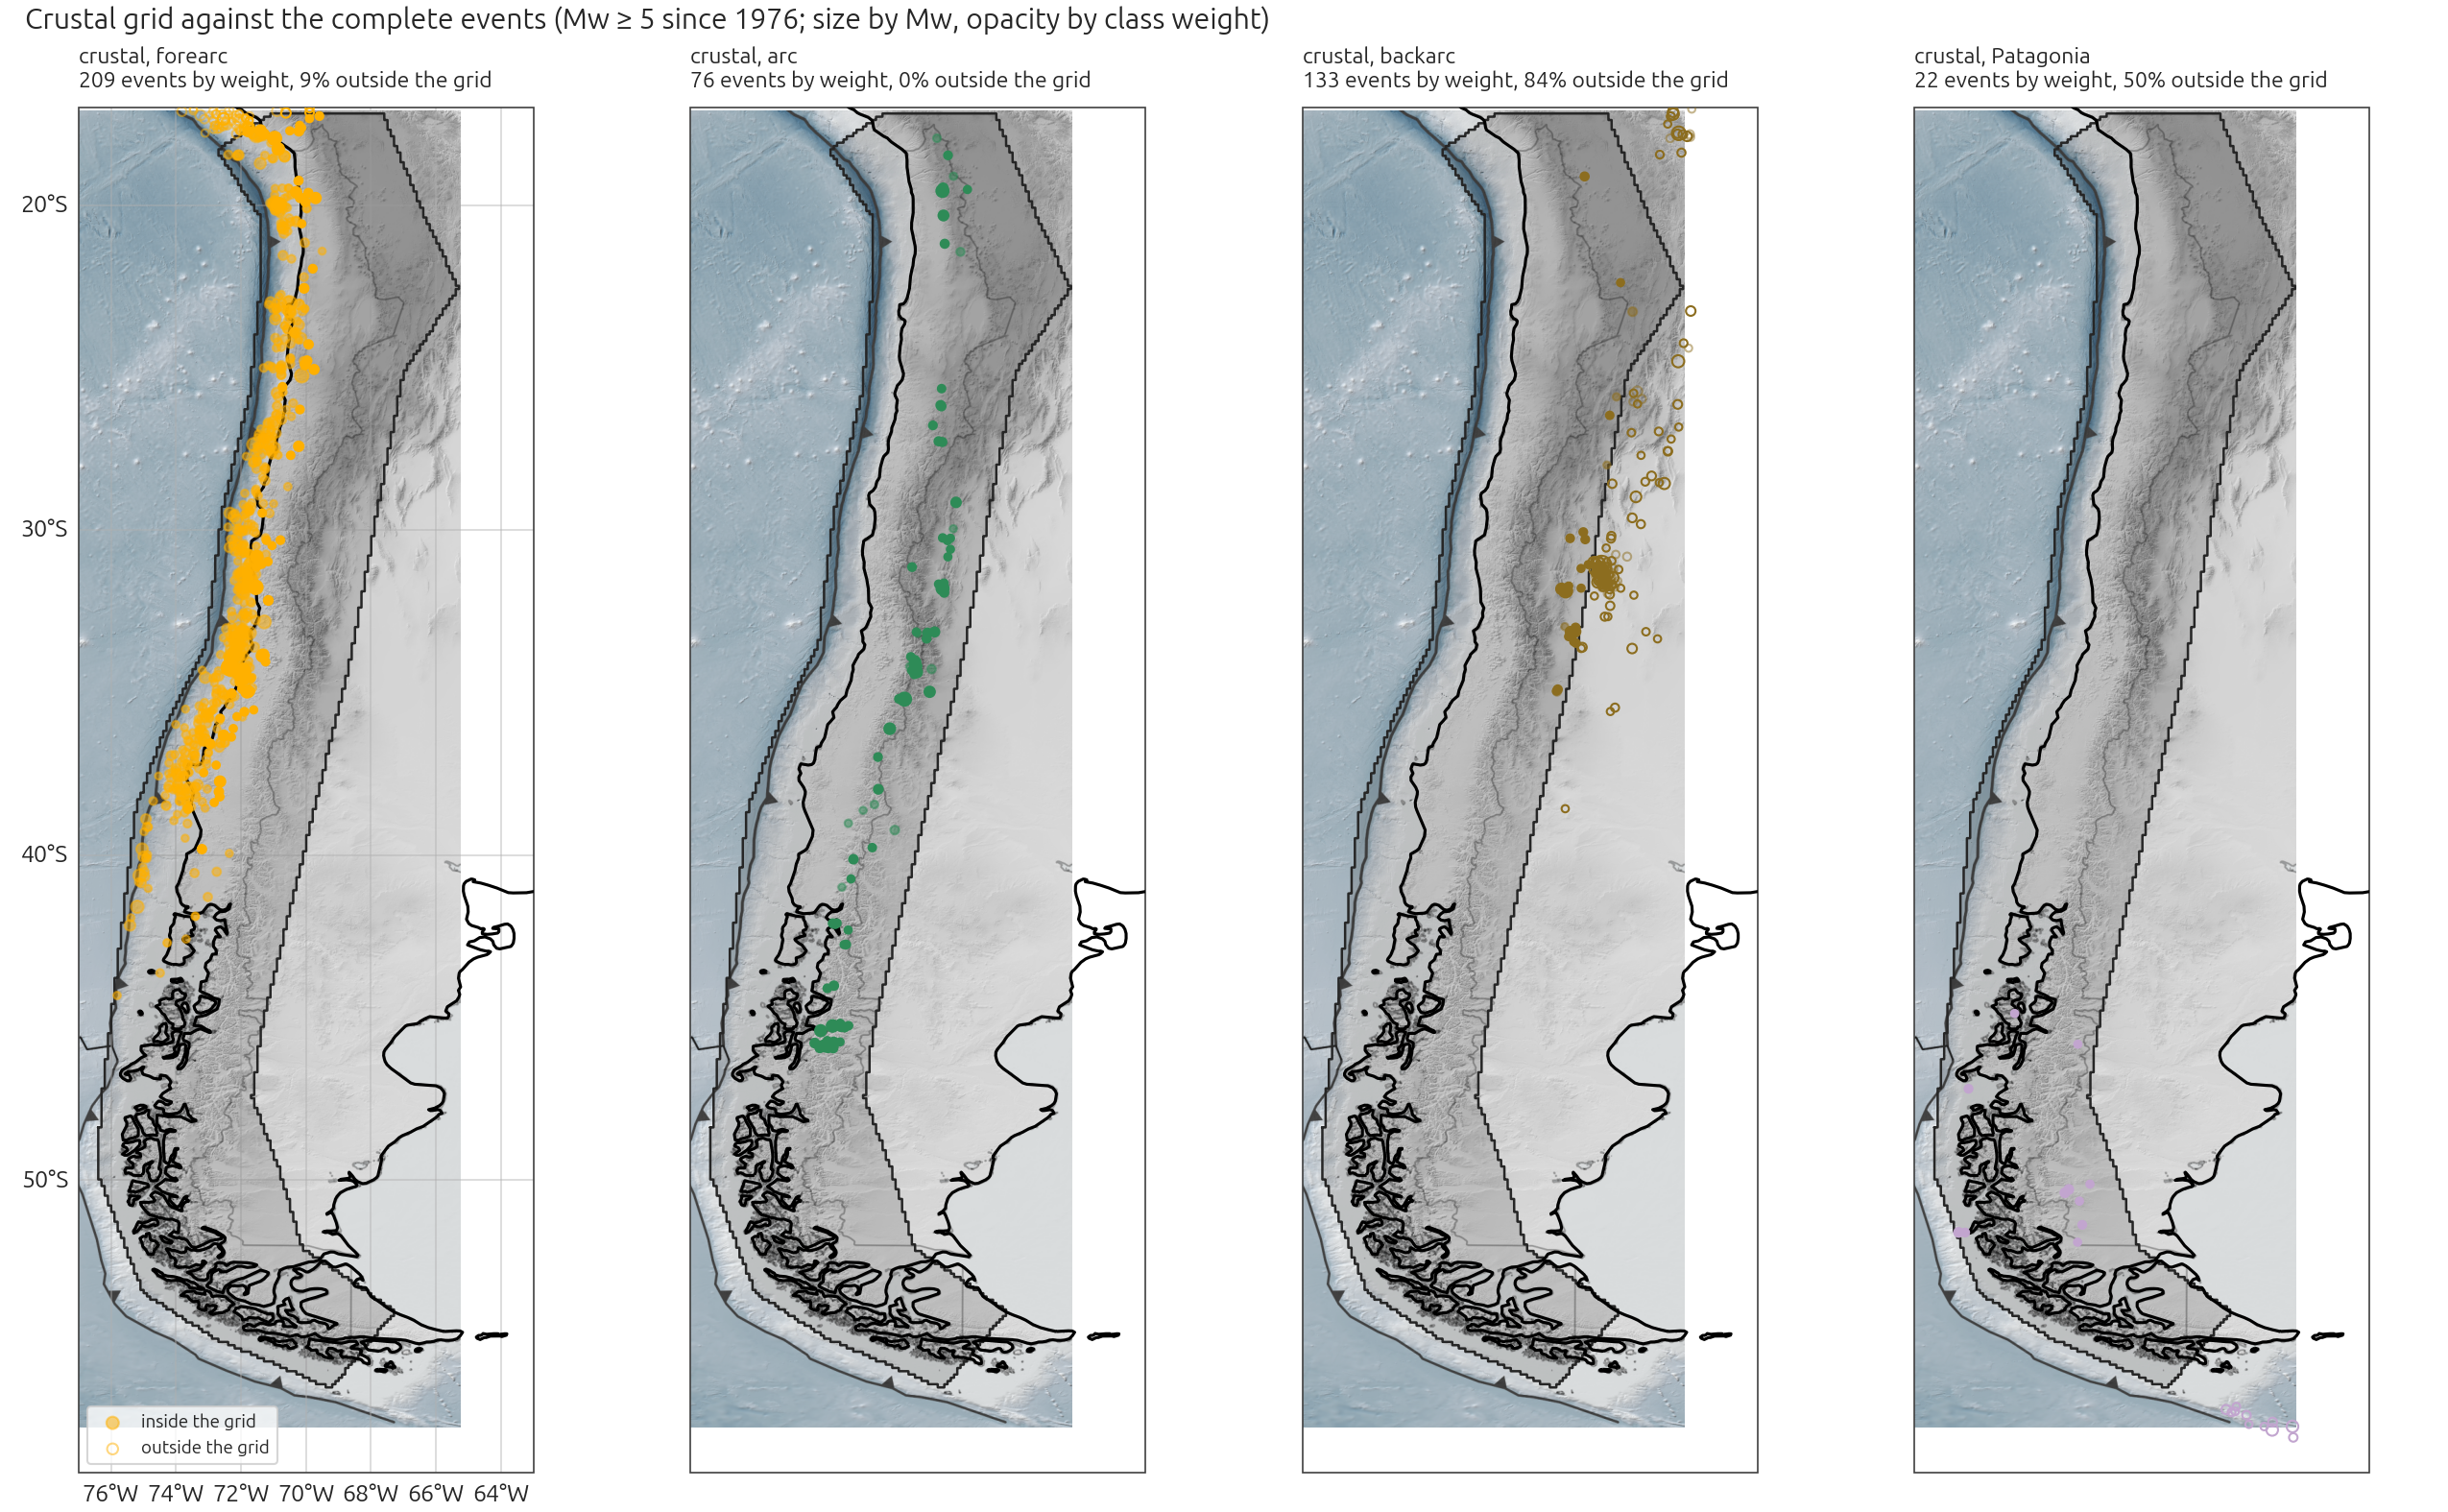 Crustal grid against the complete events (Mw ≥ 5 since 1976; size by Mw, opacity by class weight)
crustal, forearc
209 events by weight, 9% outside the grid
crustal, arc
76 events by weight, 0% outside the grid
crustal, backarc
133 events by weight, 84% outside the grid
crustal, Patagonia
22 events by weight, 50% outside the grid
20°S
30°S
40°S
50°S
inside the grid
outside the grid
76°W 74°W 72°W 70°W 68°W 66°W 64°W